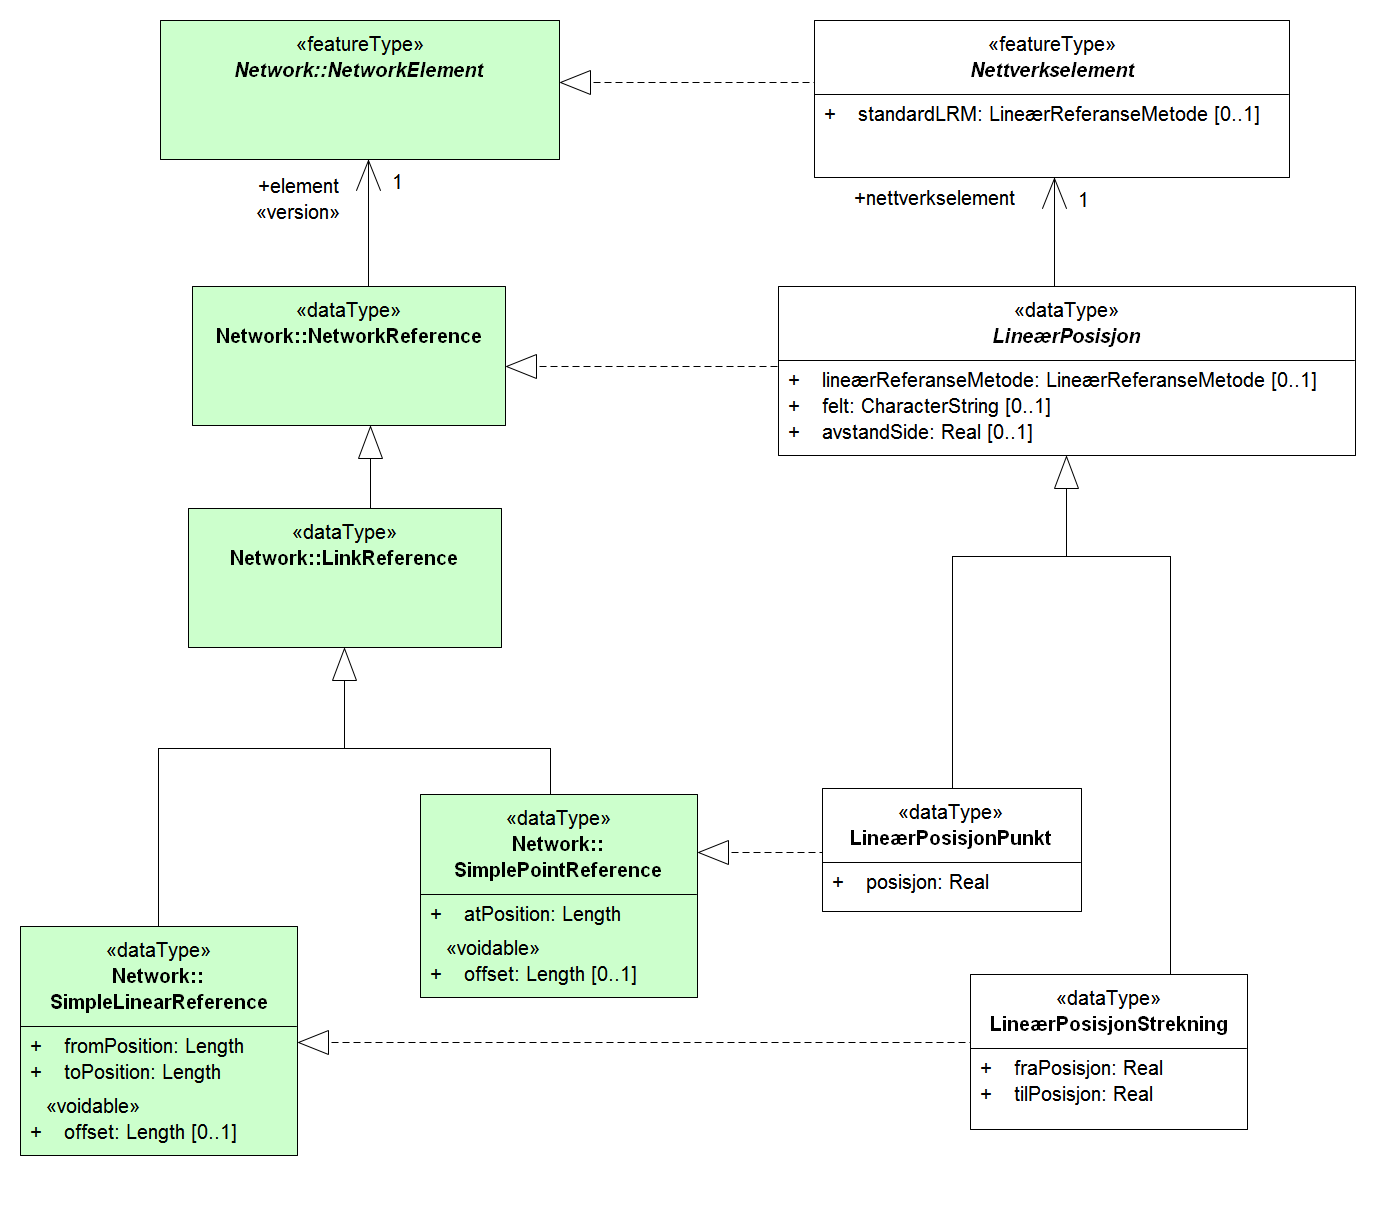 «featureType»
Network::NetworkElement
«featureType»
Nettverkselement
+ standardLRM: LineærReferanseMetode [0..1]
+element
«version»
1
+nettverkselement
1
«dataType»
Network::NetworkReference
«dataType»
LineærPosisjon
+ lineærReferanseMetode: LineærReferanseMetode [0..1]
+ felt: CharacterString [0..1]
+ avstandSide: Real [0..1]
«dataType»
Network::LinkReference
«dataType»
Network::
SimplePointReference
+ atPosition: Length
«voidable»
+ offset: Length [0..1]
«dataType»
LineærPosisjonPunkt
+ posisjon: Real
«dataType»
Network::
SimpleLinearReference
+ fromPosition: Length
+ toPosition: Length
«voidable»
+ offset: Length [0..1]
«dataType»
LineærPosisjonStrekning
+ fraPosisjon: Real
+ tilPosisjon: Real